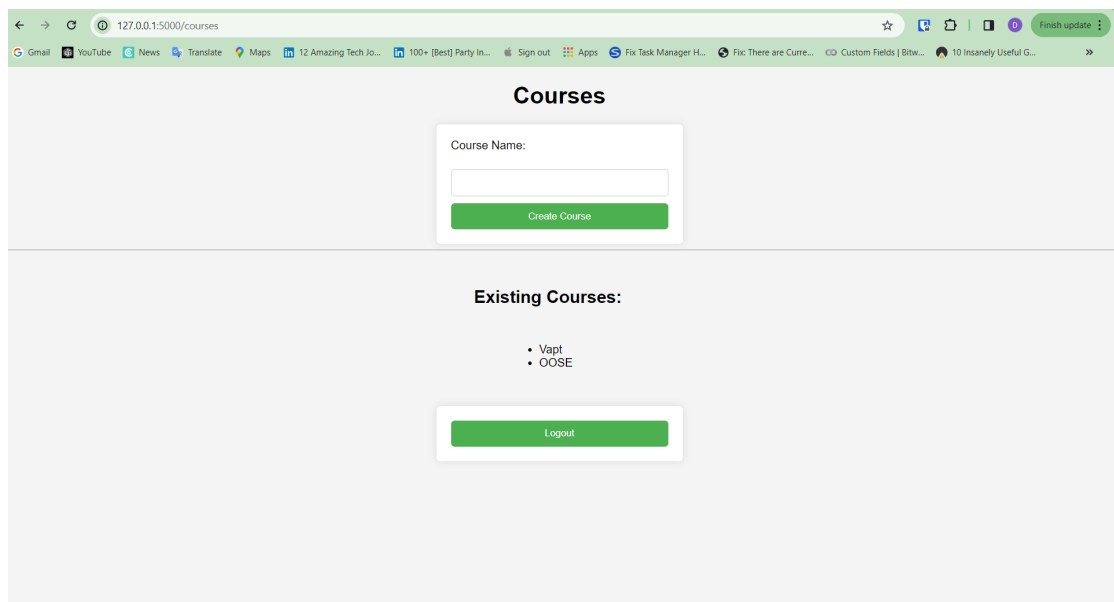 127.0.0.1:5000/courses
D
Finish update
Gmail YouTube News Translate Maps 12 Amazing Tech Jo... 100+ [Best] Party In... Sign out Apps Fix Task Manager H... Fix: There are Curre... Custom Fields | Bitw... 10 Insanely Useful G... »
Courses
Course Name:
Create Course
Existing Courses:
• Vapt
• OOSE
Logout